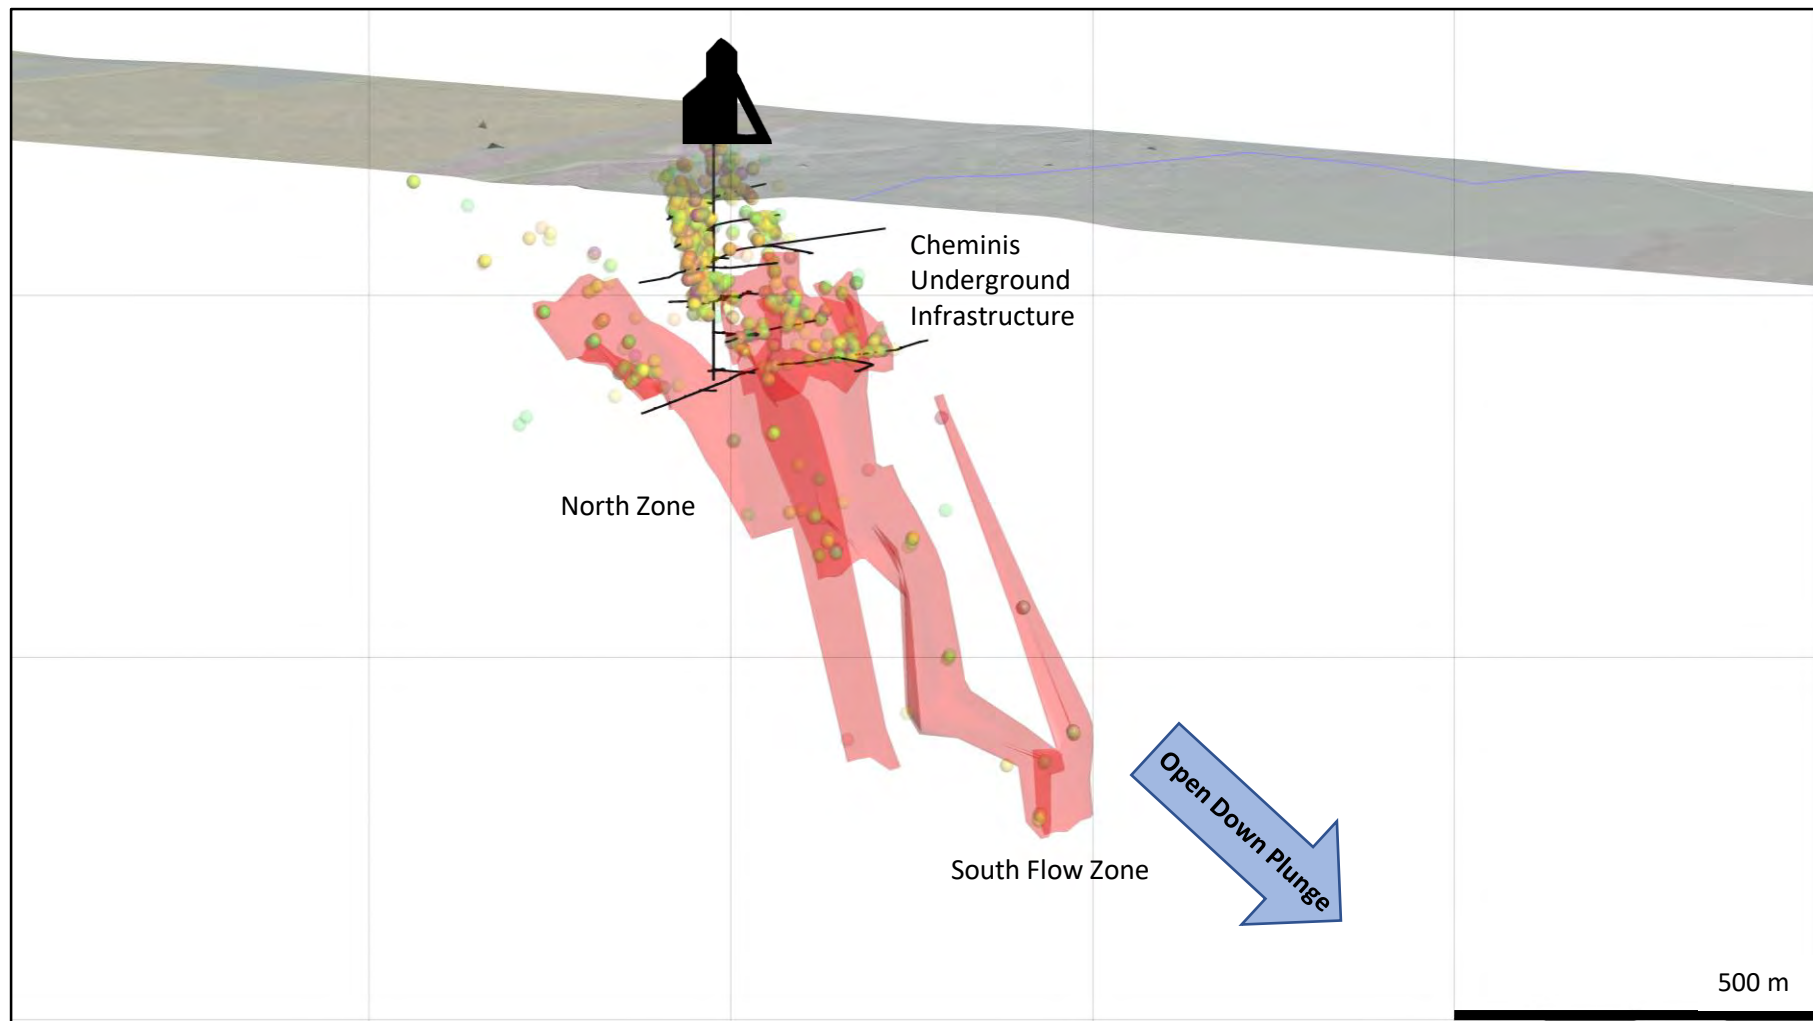 Cheminis
Underground
Infrastructure
North Zone
Open Down Plunge
South Flow Zone
500 m